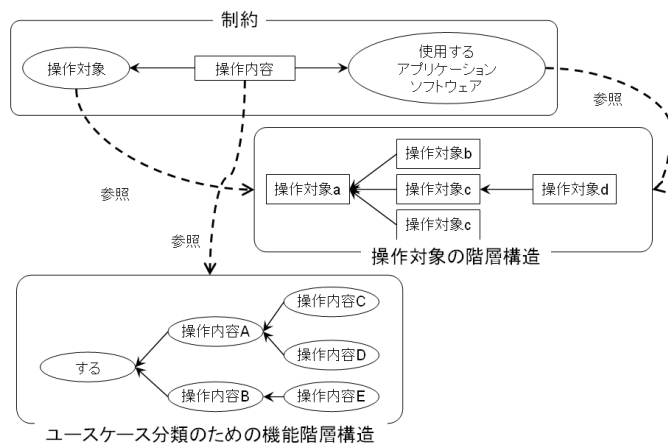 制約
操作対象
操作内容
使用する
アプリケーション
ソフトウェア
参照
操作対象b
操作対象a
操作対象c
操作対象d
操作対象c
操作対象の階層構造
参照
参照
操作内容C
操作内容A
操作内容D
する
操作内容B
操作内容E
ユースケース分類のための機能階層構造